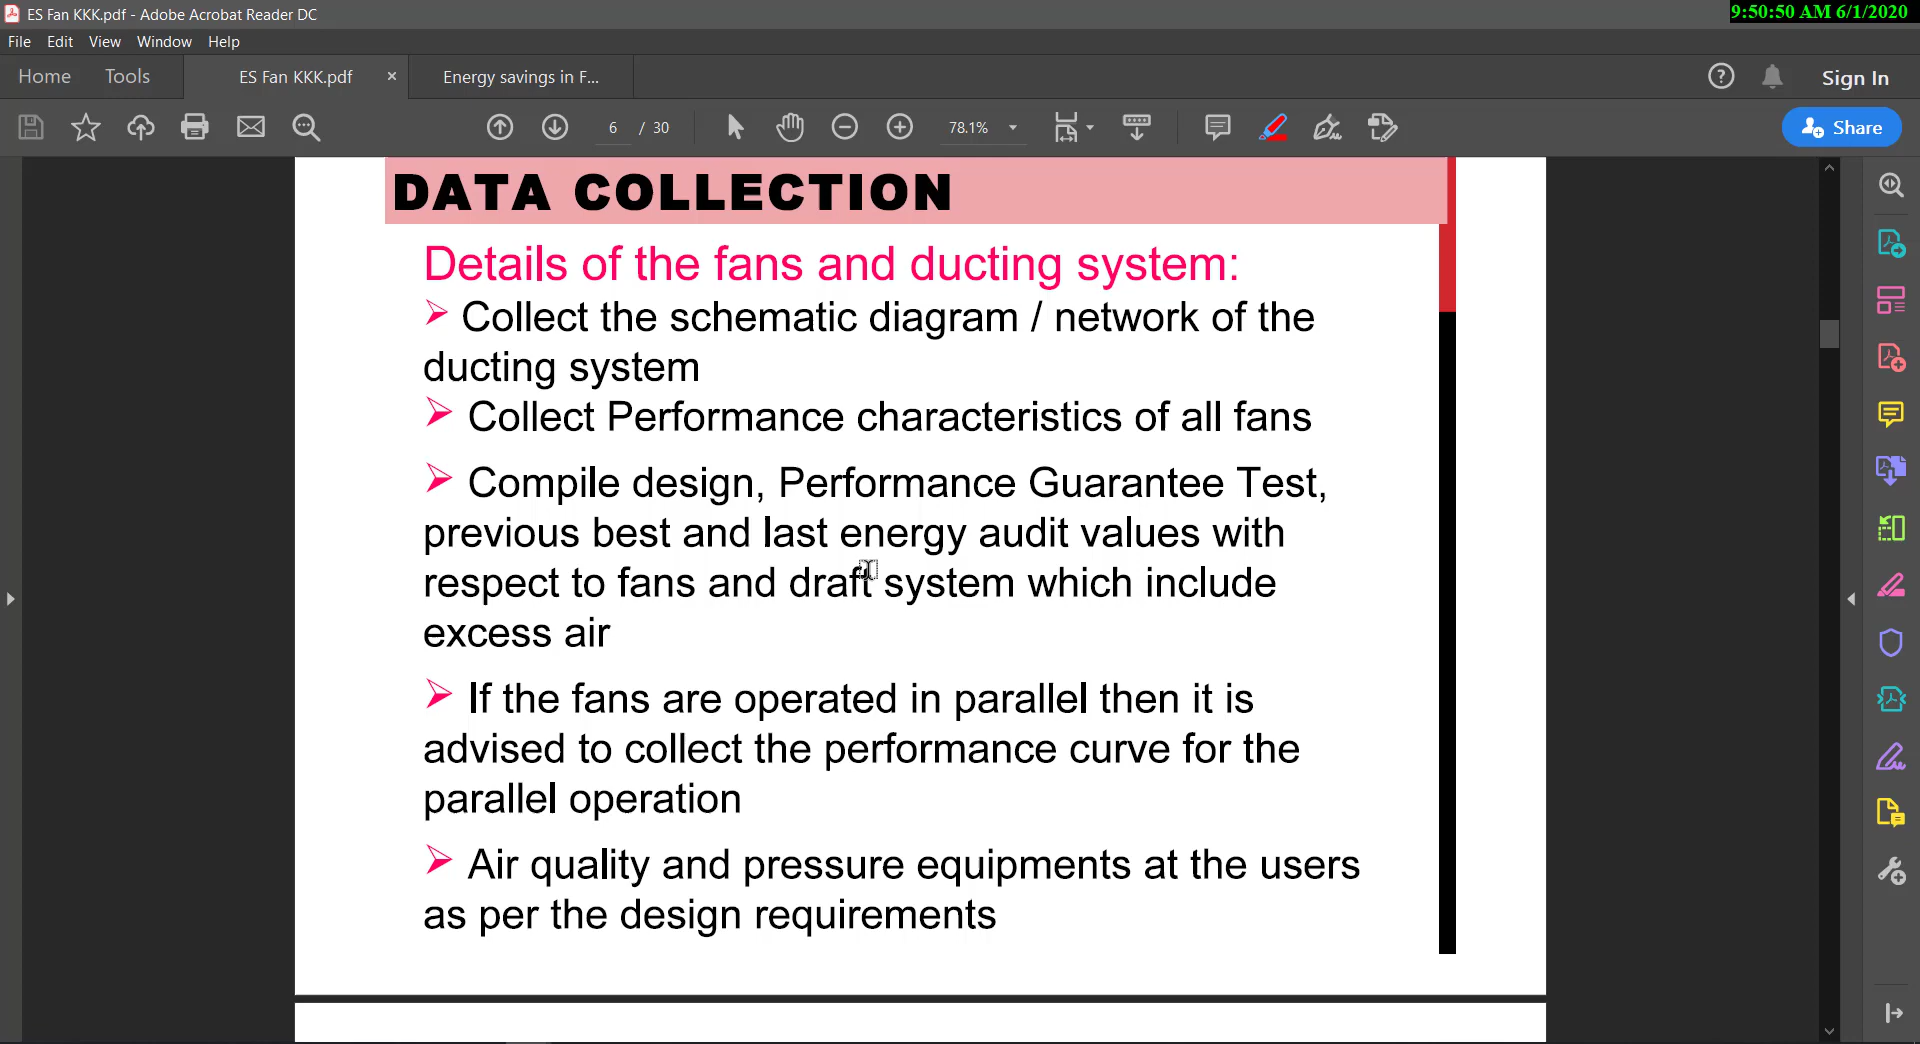 ES Fan KKK.pdf - Adobe Acrobat Reader DC
9:50:50 AM 6/1/2020
File Edit View Window Help
Home Tools ES Fan KKK.pdf × Energy savings in F... ? Sign In
6 / 30 78.1% Share
DATA COLLECTION
Details of the fans and ducting system:
➢ Collect the schematic diagram / network of the
ducting system
➢ Collect Performance characteristics of all fans
➢ Compile design, Performance Guarantee Test,
previous best and last energy audit values with
respect to fans and draft system which include
excess air
➢ If the fans are operated in parallel then it is
advised to collect the performance curve for the
parallel operation
➢ Air quality and pressure equipments at the users
as per the design requirements